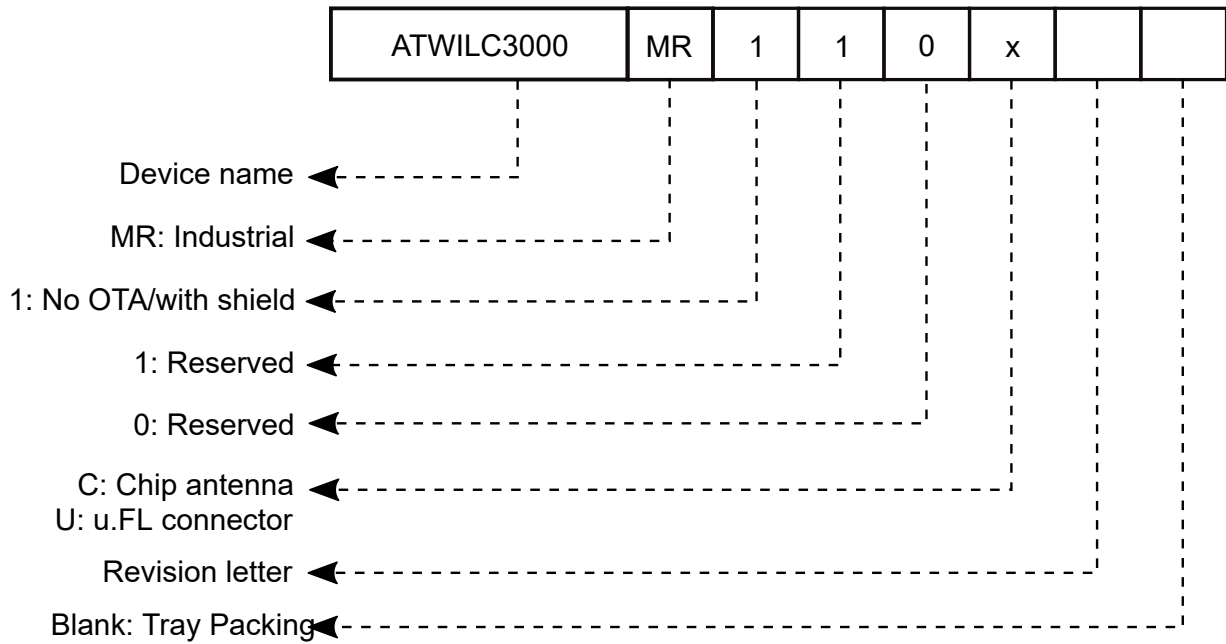 ATWILC3000 MR 1 1 0 x
Device name
MR: Industrial
1: No OTA/with shield
1: Reserved
0: Reserved
C: Chip antenna
U: u.FL connector
Revision letter
Blank: Tray Packing